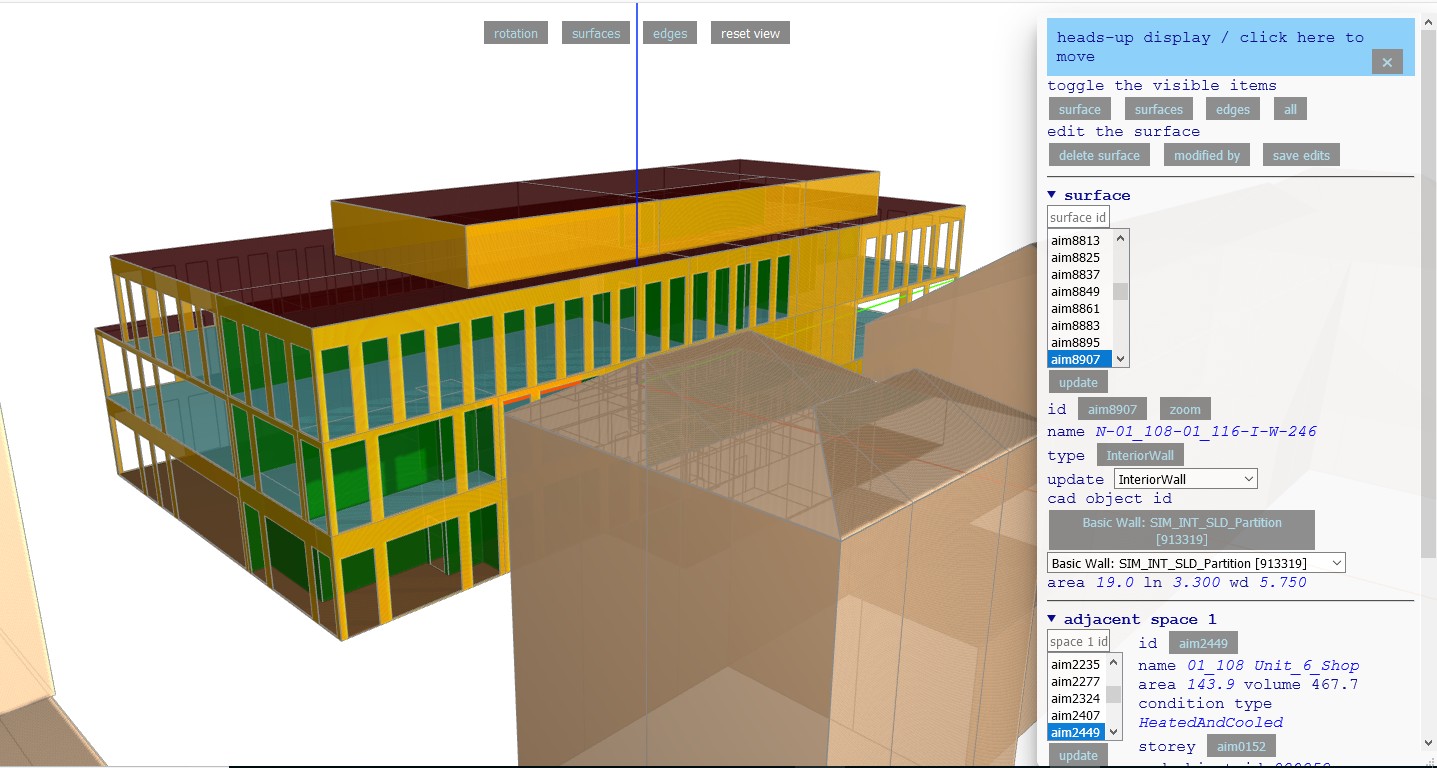 rotation surfaces edges reset view
heads-up display / click here to
move
×
toggle the visible items
surface surfaces edges all
edit the surface
delete surface modified by save edits
▼ surface
surface id
aim8813
aim8825
aim8837
aim8849
aim8861
aim8883
aim8895
aim8907
update
id aim8907 zoom
name N-01_108-01_116-I-W-246
type InteriorWall
update InteriorWall
cad object id
Basic Wall: SIM_INT_SLD_Partition
[913319]
Basic Wall: SIM_INT_SLD_Partition [913319]
area 19.0 ln 3.300 wd 5.750
▼ adjacent space 1
space 1 id
aim2235
aim2277
aim2324
aim2407
aim2449
update
id aim2449
name 01_108 Unit_6_Shop
area 143.9 volume 467.7
condition type
HeatedAndCooled
storey aim0152